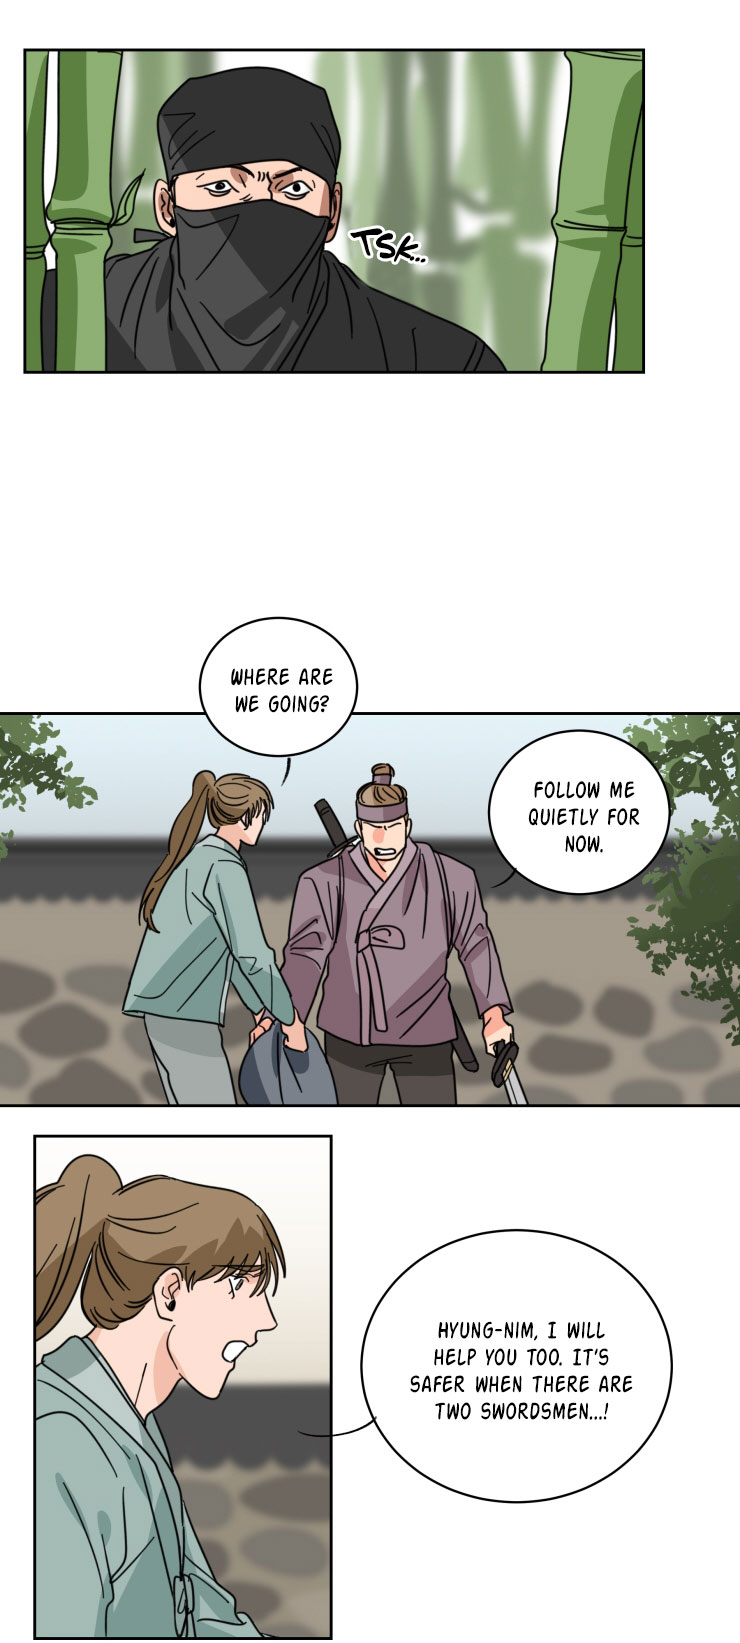 TSK...
WHERE ARE
WE GOING?
FOLLOW ME
QUIETLY FOR
NOW.
HYUNG-NIM, I WILL
HELP YOU TOO. IT'S
SAFER WHEN THERE ARE
TWO SWORDSMEN...!